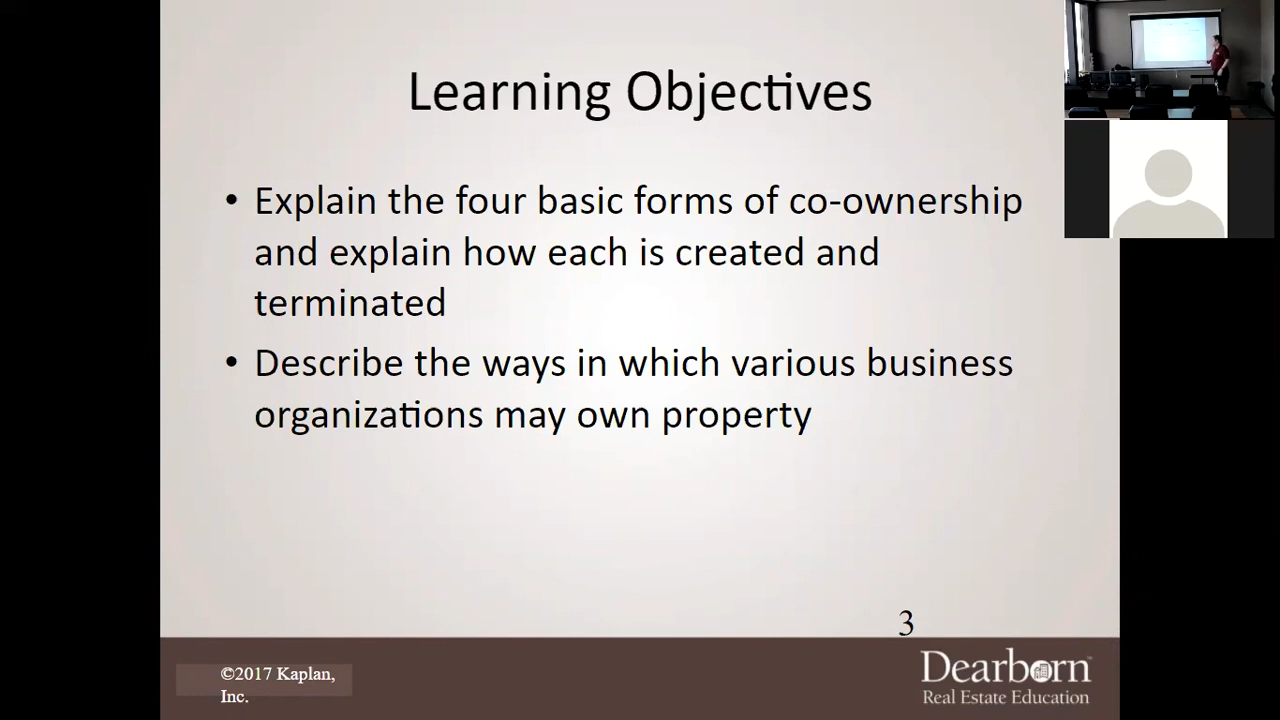 Learning Objectives
• Explain the four basic forms of co-ownership
and explain how each is created and
terminated
• Describe the ways in which various business
organizations may own property
3
©2017 Kaplan,
Inc.
Dearborn™
Real Estate Education